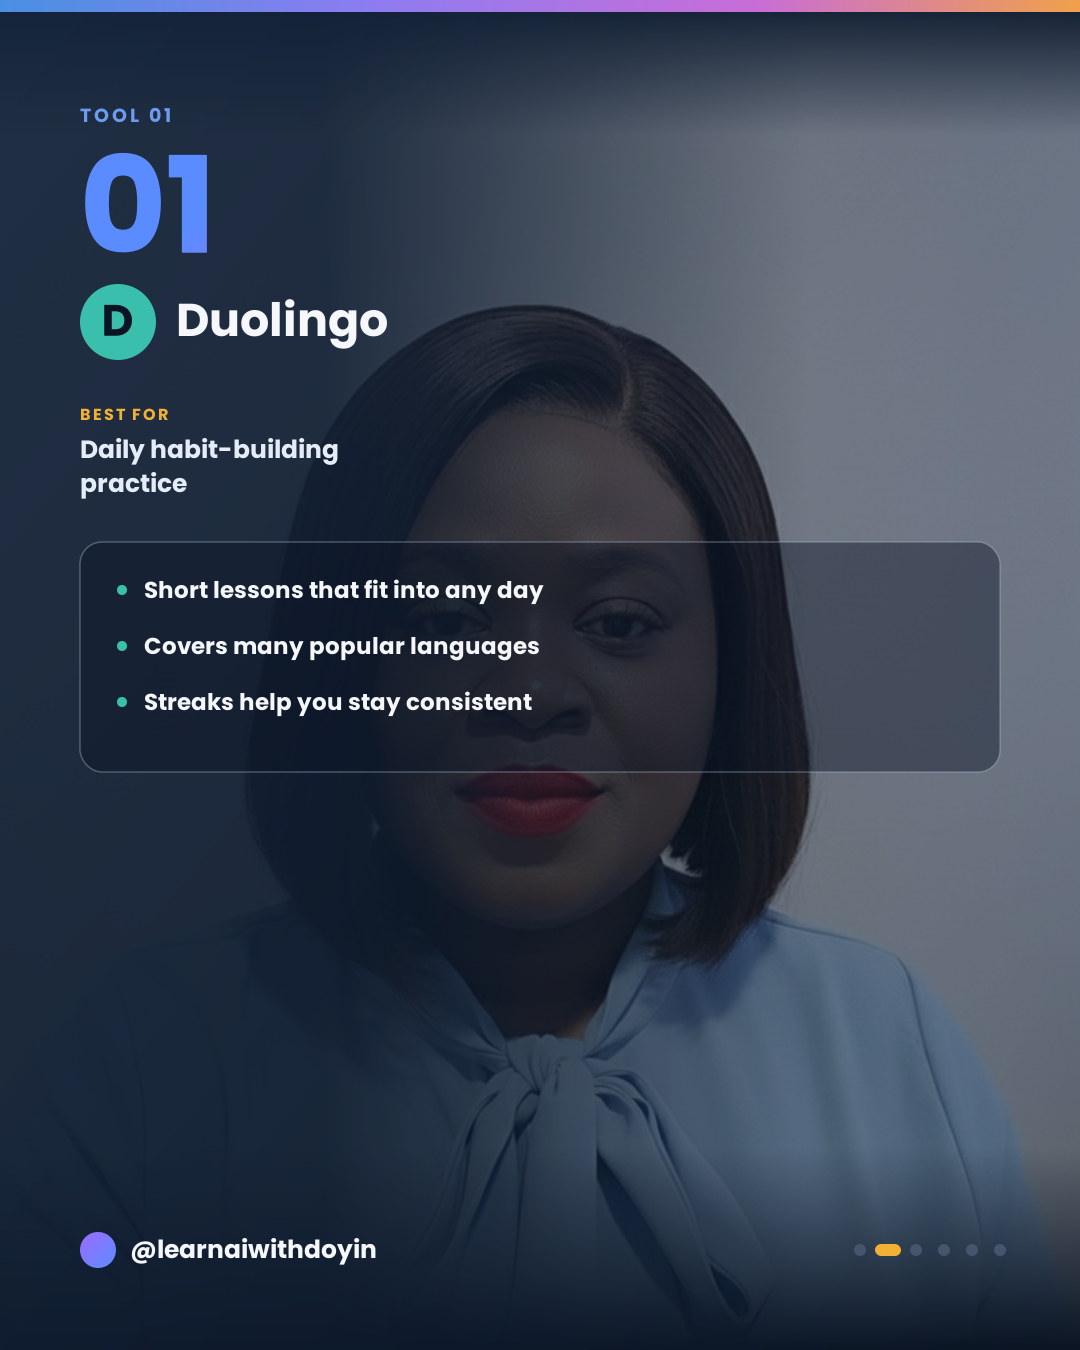 TOOL 01
01
D Duolingo
BEST FOR
Daily habit-building
practice
Short lessons that fit into any day
Covers many popular languages
Streaks help you stay consistent
@learnaiwithdoyin